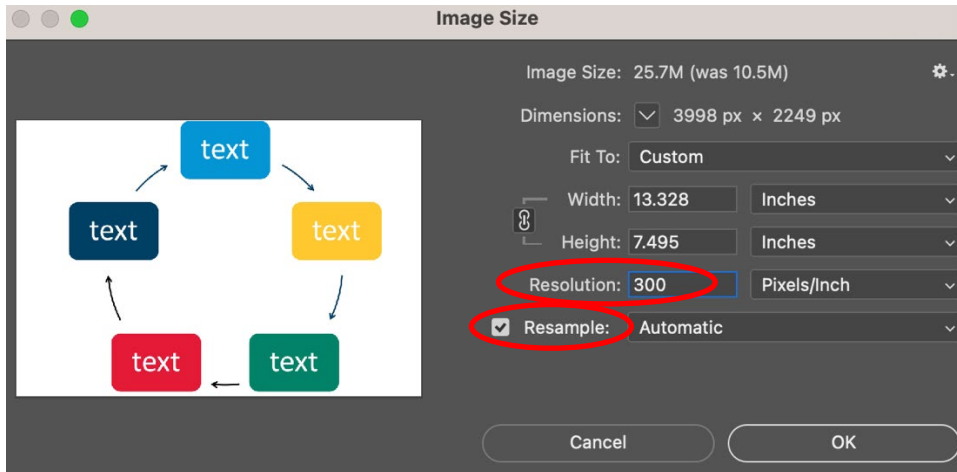 Image Size
Image Size: 25.7M (was 10.5M)
Dimensions: 3998 px × 2249 px
Fit To: Custom
Width: 13.328 Inches
Height: 7.495 Inches
Resolution: 300 Pixels/Inch
Resample: Automatic
Cancel OK
text
text
text
text
text